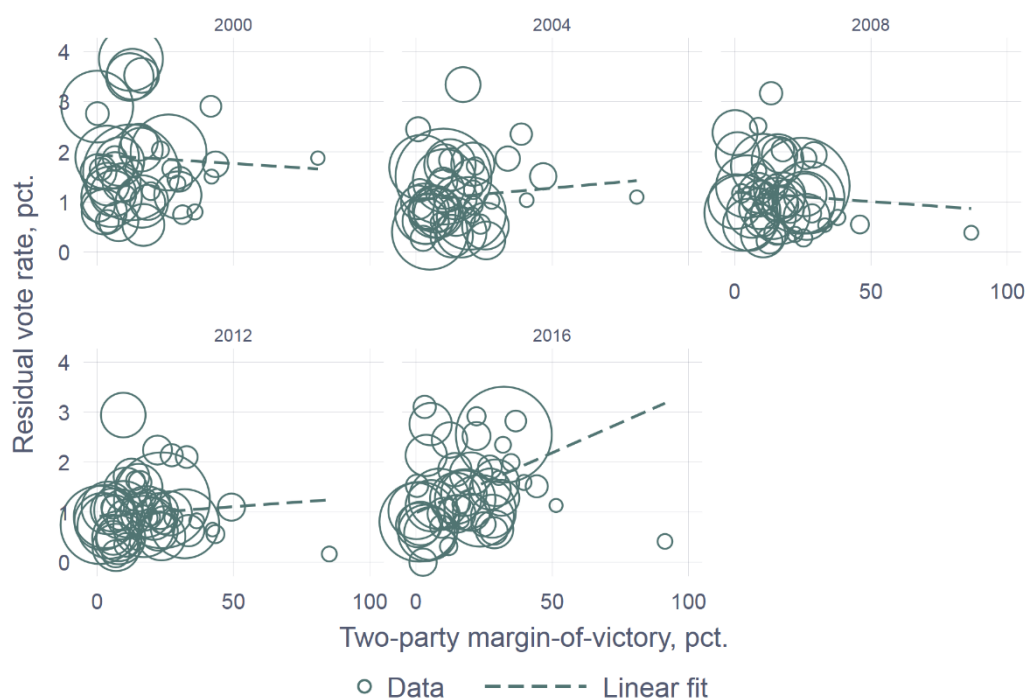 2000 2004 2008
4
3
2
1
0
0 50 100
2012 2016
4
3
2
1
0
0 50 100 0 50 100
Residual vote rate, pct.
Two-party margin-of-victory, pct.
Data Linear fit